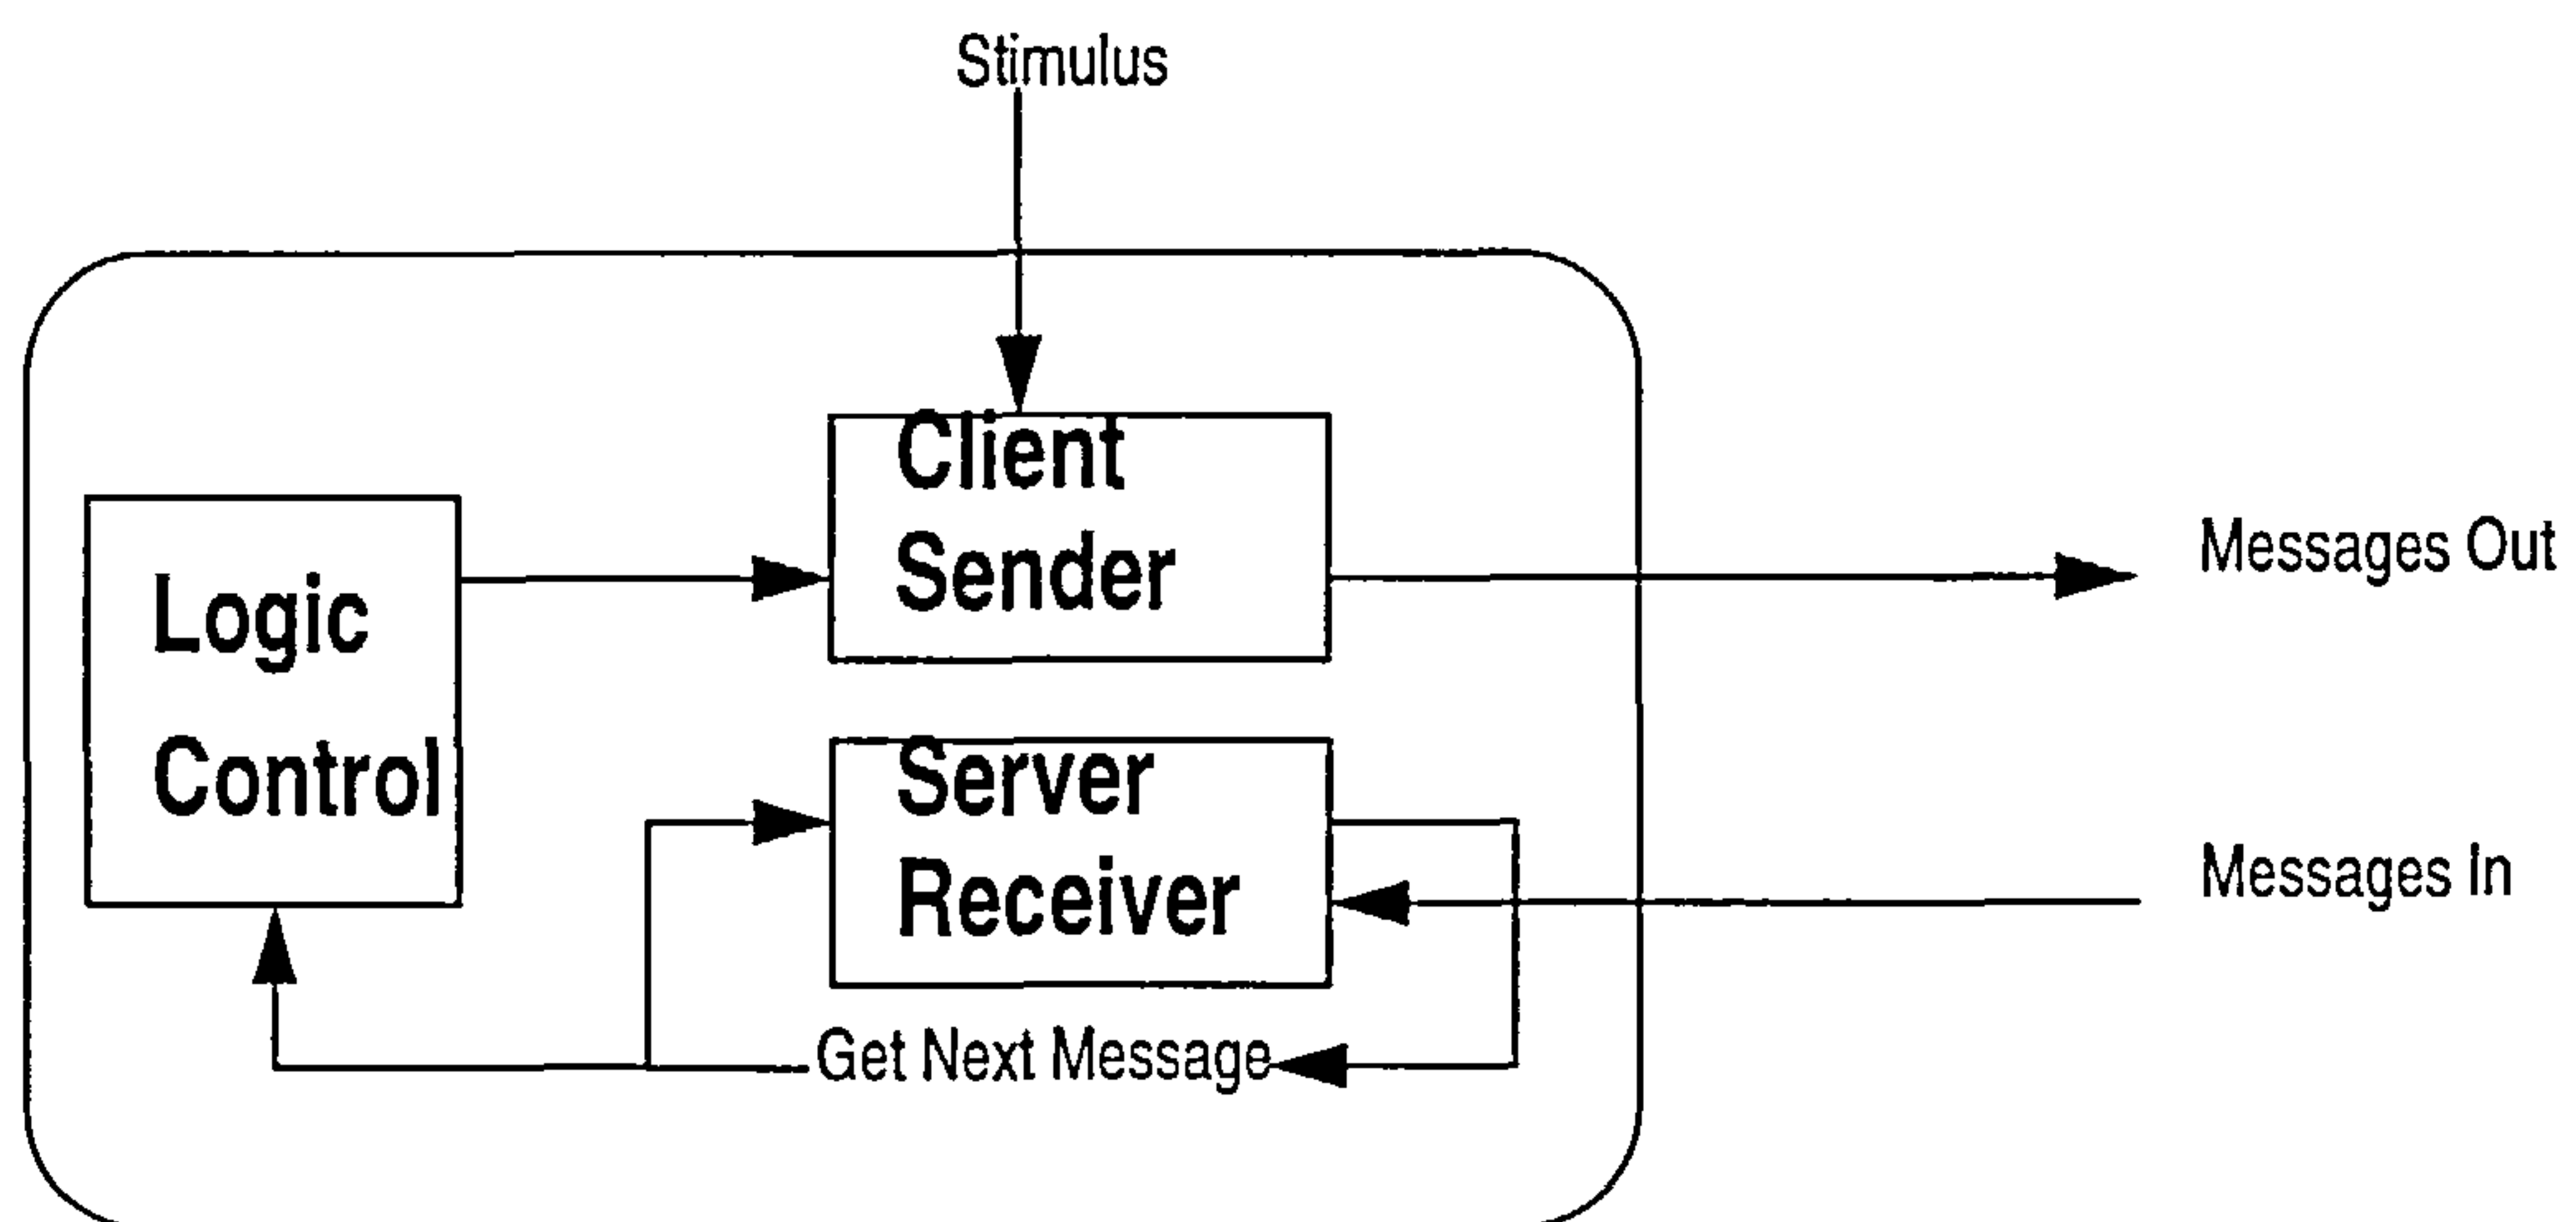 Stimulus
Client
Sender
Messages Out
Logic
Control
Server
Receiver
Messages In
Get Next Message